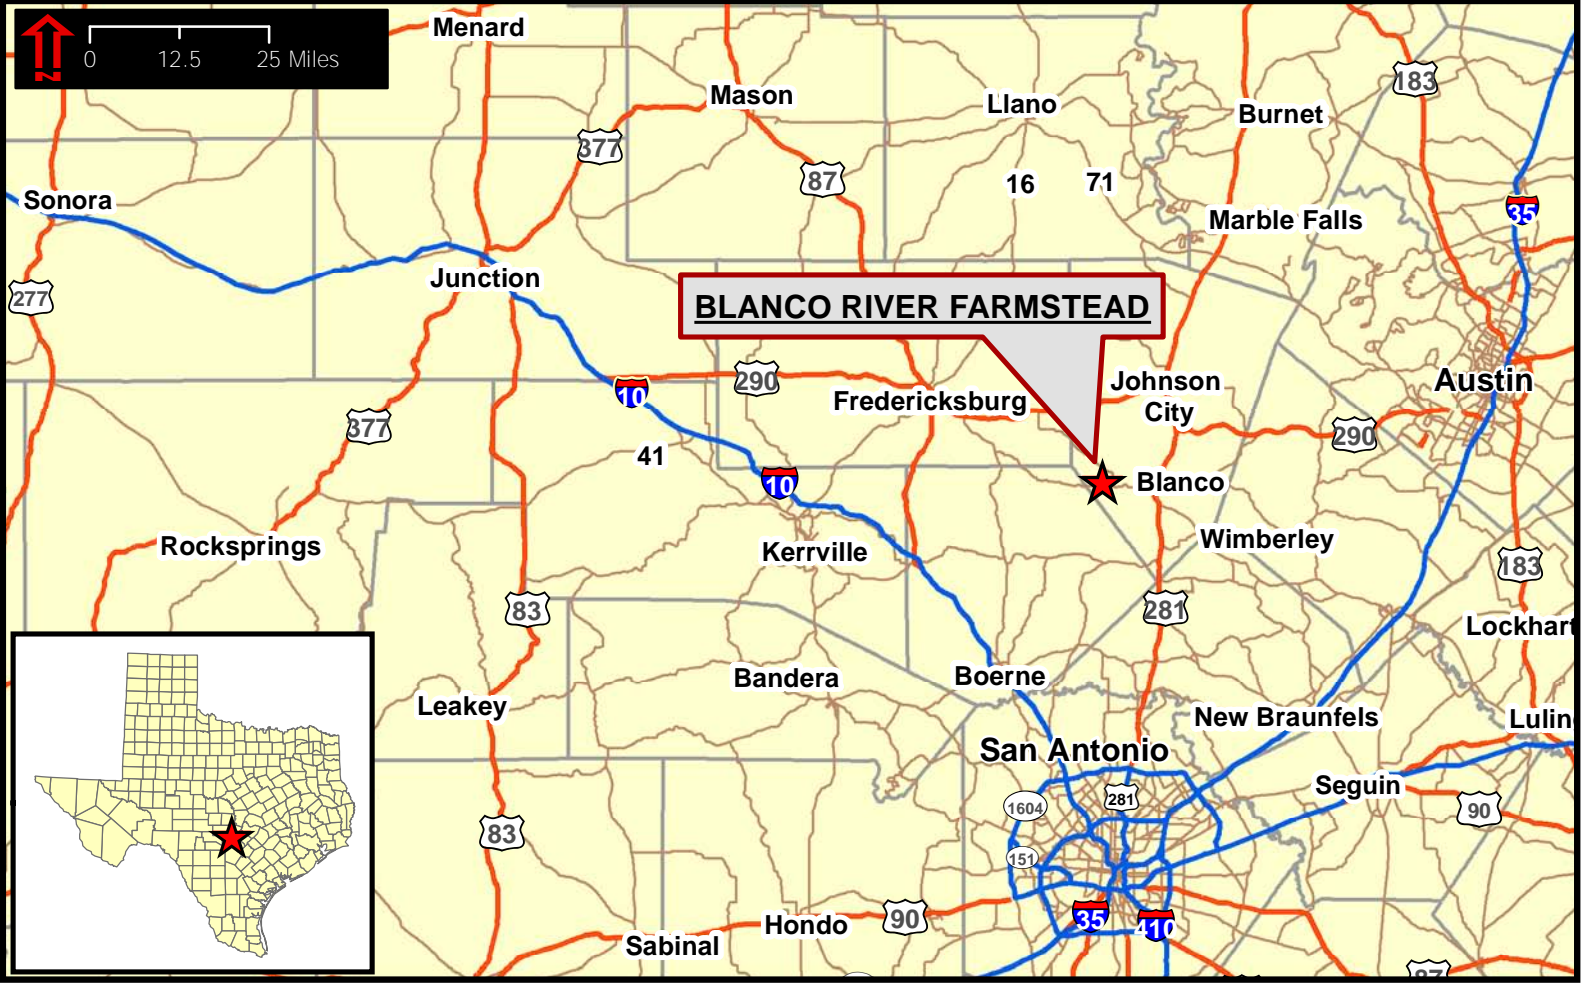 Menard
N
0 12.5 25 Miles
183
Mason
Llano
Burnet
377
87
16
71
Sonora
35
Marble Falls
Junction
277
BLANCO RIVER FARMSTEAD
290
10
Johnson
City
Austin
Fredericksburg
377
290
41
10
Blanco
Rocksprings
Kerrville
Wimberley
183
83
281
Lockhart
Bandera
Boerne
Leakey
New Braunfels
Lulin
San Antonio
Seguin
1604
281
90
83
151
90
35
410
Hondo
Sabinal
87